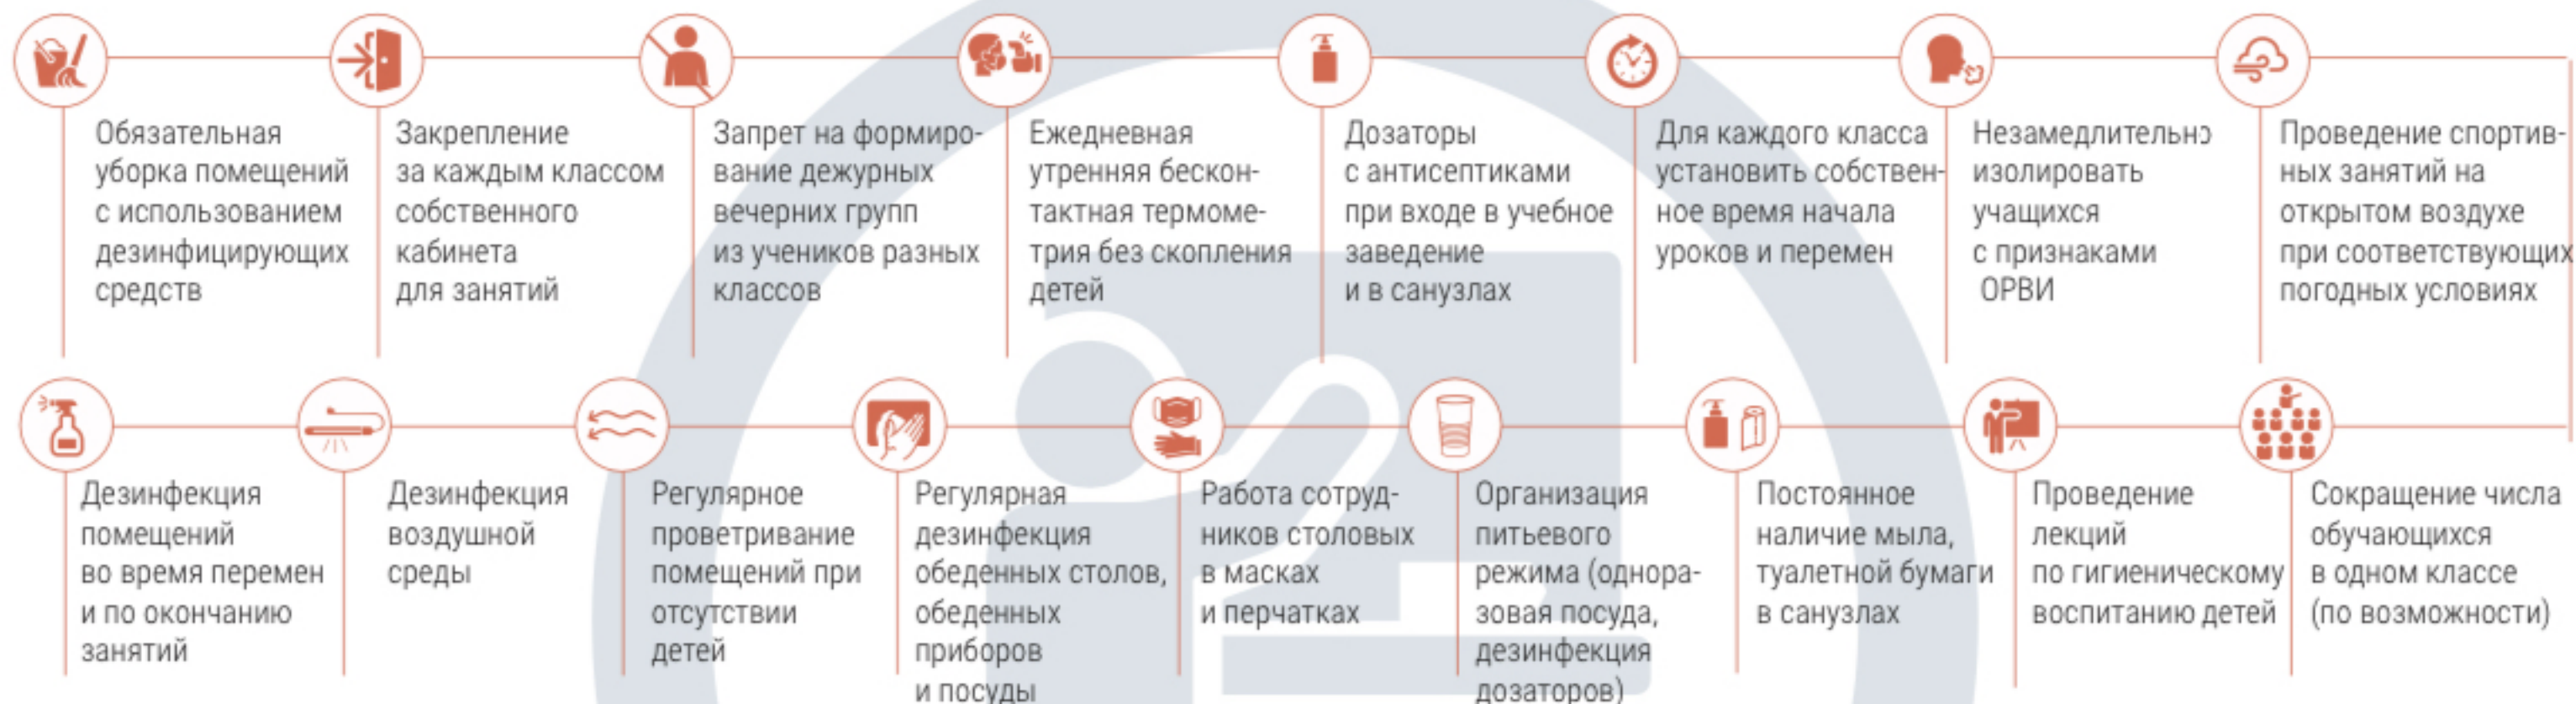 Обязательная
уборка помещений
с использованием
дезинфицирующих
средств
Закрепление
за каждым классом
собственного
кабинета
для занятий
Запрет на формиро-
вание дежурных
вечерних групп
из учеников разных
классов
Ежедневная
утренняя бескон-
тактная термоме-
трия без скопления
детей
Дозаторы
с антисептиками
при входе в учебное
заведение
и в санузлах
Для каждого класса
установить собствен-
ное время начала
уроков и перемен
Незамедлительно
изолировать
учащихся
с признаками
ОРВИ
Проведение спортив-
ных занятий на
открытом воздухе
при соответствующих
погодных условиях
Дезинфекция
помещений
во время перемен
и по окончанию
занятий
Дезинфекция
воздушной
среды
Регулярное
проветривание
помещений при
отсутствии
детей
Регулярная
дезинфекция
обеденных столов,
обеденных
приборов
и посуды
Работа сотруд-
ников столовых
в масках
и перчатках
Организация
питьевого
режима (однора-
зовая посуда,
дезинфекция
дозаторов)
Постоянное
наличие мыла,
туалетной бумаги
в санузлах
Проведение
лекций
по гигиеническому
воспитанию детей
Сокращение числа
обучающихся
в одном классе
(по возможности)